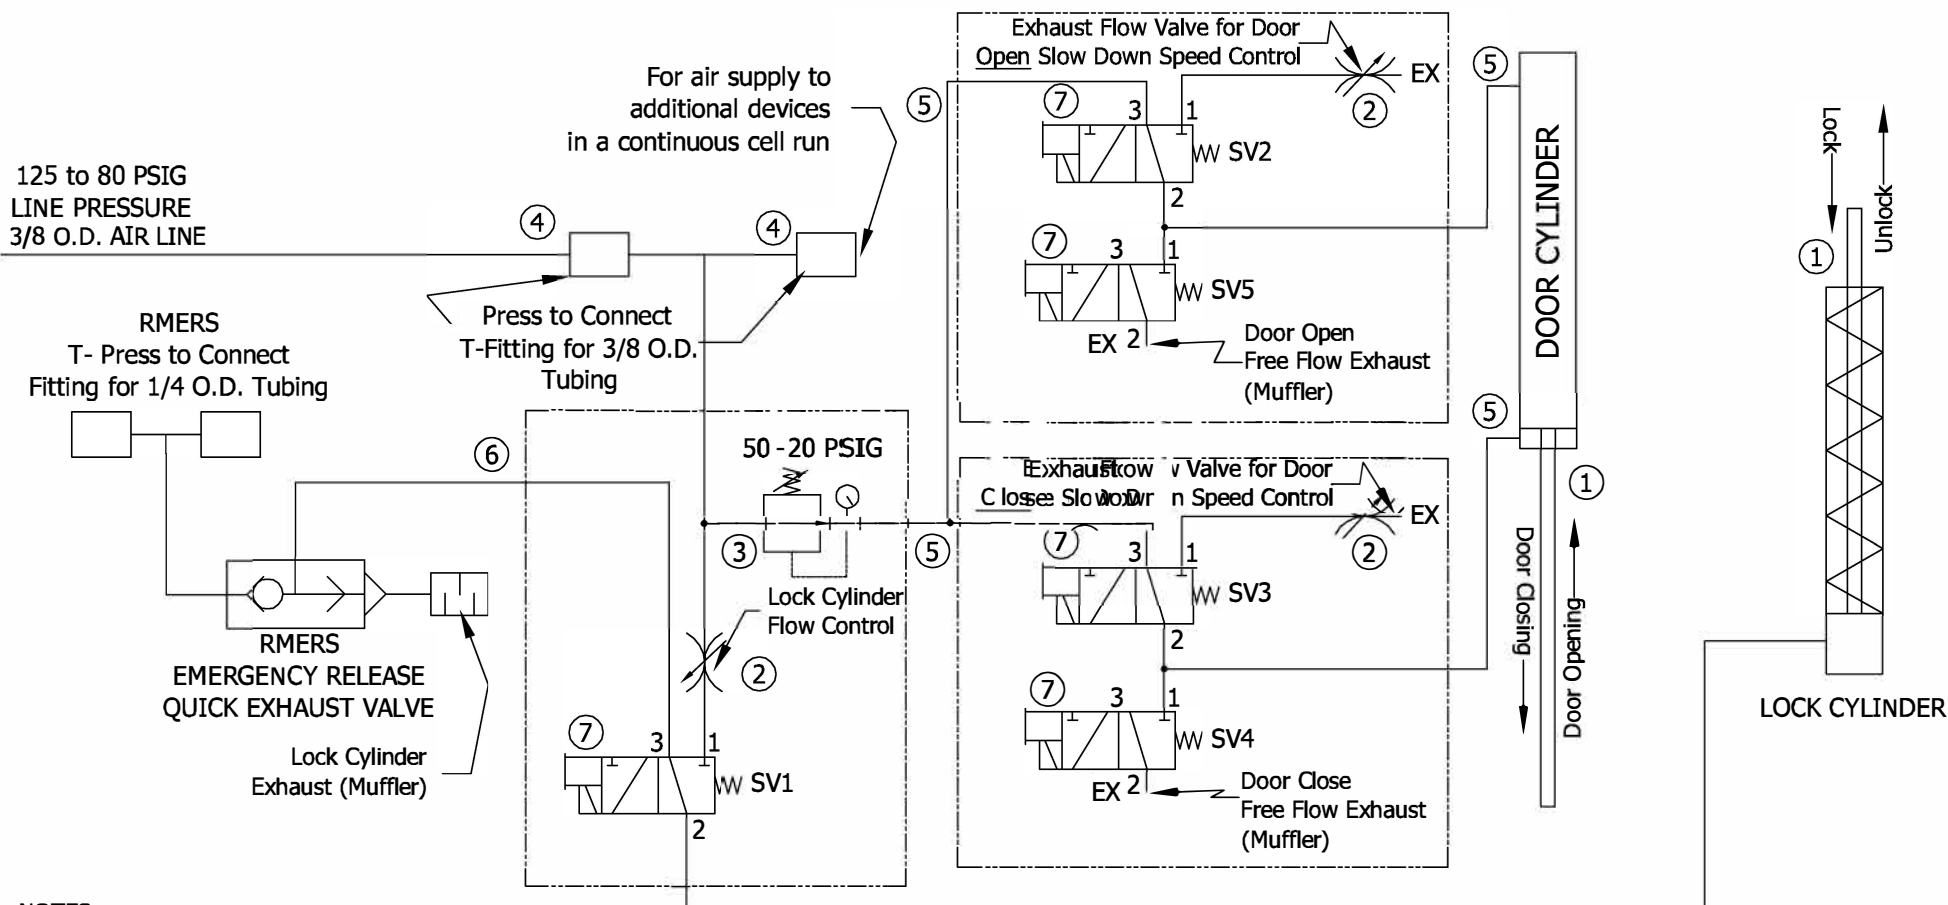 Exhaust Flow Valve for Door
Open Slow Down Speed Control
EX
2
5
7
3
1
SV2
2
5
For air supply to
additional devices
in a continuous cell run
125 to 80 PSIG
LINE PRESSURE
3/8 O.D. AIR LINE
4
4
7
3
1
SV5
EX
2
Door Open
Free Flow Exhaust
(Muffler)
DOOR CYLINDER
Lock
Unlock
1
Press to Connect
T-Fitting for 3/8 O.D.
Tubing
RMERS
T- Press to Connect
Fitting for 1/4 O.D. Tubing
6
50-20 PSIG
3
5
5
Valve for Door
Speed Control
EX
2
7
3
1
SV3
2
1
Door Closing
Door Opening
Lock Cylinder
Flow Control
2
RMERS
EMERGENCY RELEASE
QUICK EXHAUST VALVE
Lock Cylinder
Exhaust (Muffler)
7
3
1
SV1
2
7
3
1
SV4
EX
2
Door Close
Free Flow Exhaust
(Muffler)
LOCK CYLINDER